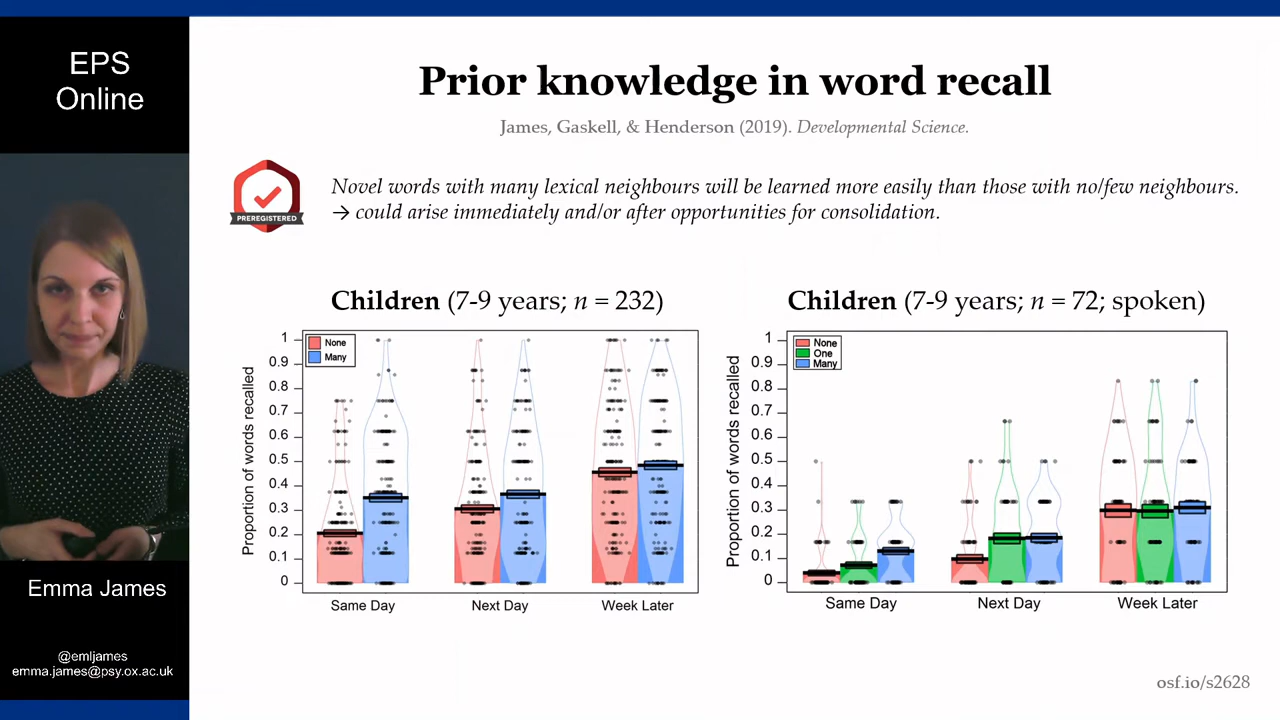 EPS
Online
Emma James
@emljames
emma.james@psy.ox.ac.uk
Prior knowledge in word recall
James, Gaskell, & Henderson (2019). Developmental Science.
PREREGISTERED
Novel words with many lexical neighbours will be learned more easily than those with no/few neighbours.
→ could arise immediately and/or after opportunities for consolidation.
Children (7-9 years; n = 232)
Proportion of words recalled
1
0.9
0.8
0.7
0.6
0.5
0.4
0.3
0.2
0.1
0
None
Many
Same Day Next Day Week Later
Children (7-9 years; n = 72; spoken)
Proportion of words recalled
1
0.9
0.8
0.7
0.6
0.5
0.4
0.3
0.2
0.1
0
None
One
Many
Same Day Next Day Week Later
osf.io/s2628